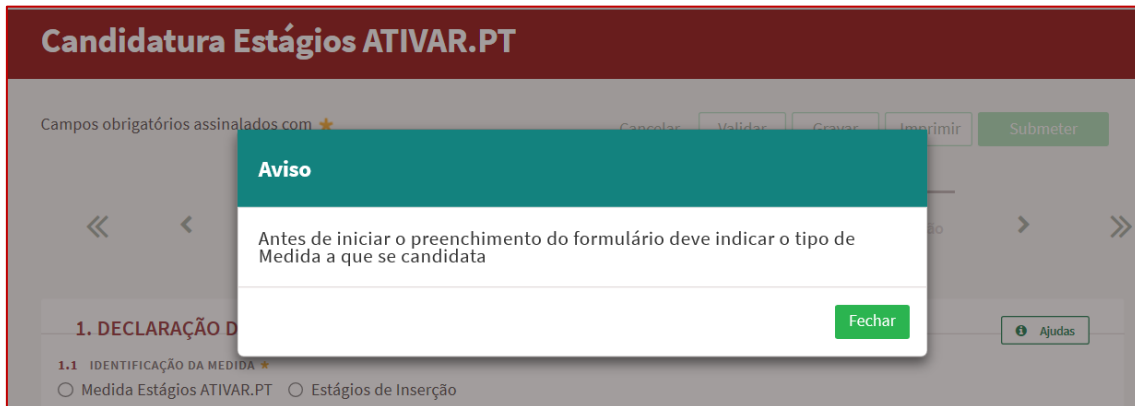 Candidatura Estágios ATIVAR.PT
Campos obrigatórios assinalados com
Cancelar Validar Gravar Imprimir Submeter
Aviso
Antes de iniciar o preenchimento do formulário deve indicar o tipo de
Medida a que se candidata
Fechar
1. DECLARAÇÃO D
Ajudas
1.1 IDENTIFICAÇÃO DA MEDIDA
Medida Estágios ATIVAR.PT Estágios de Inserção